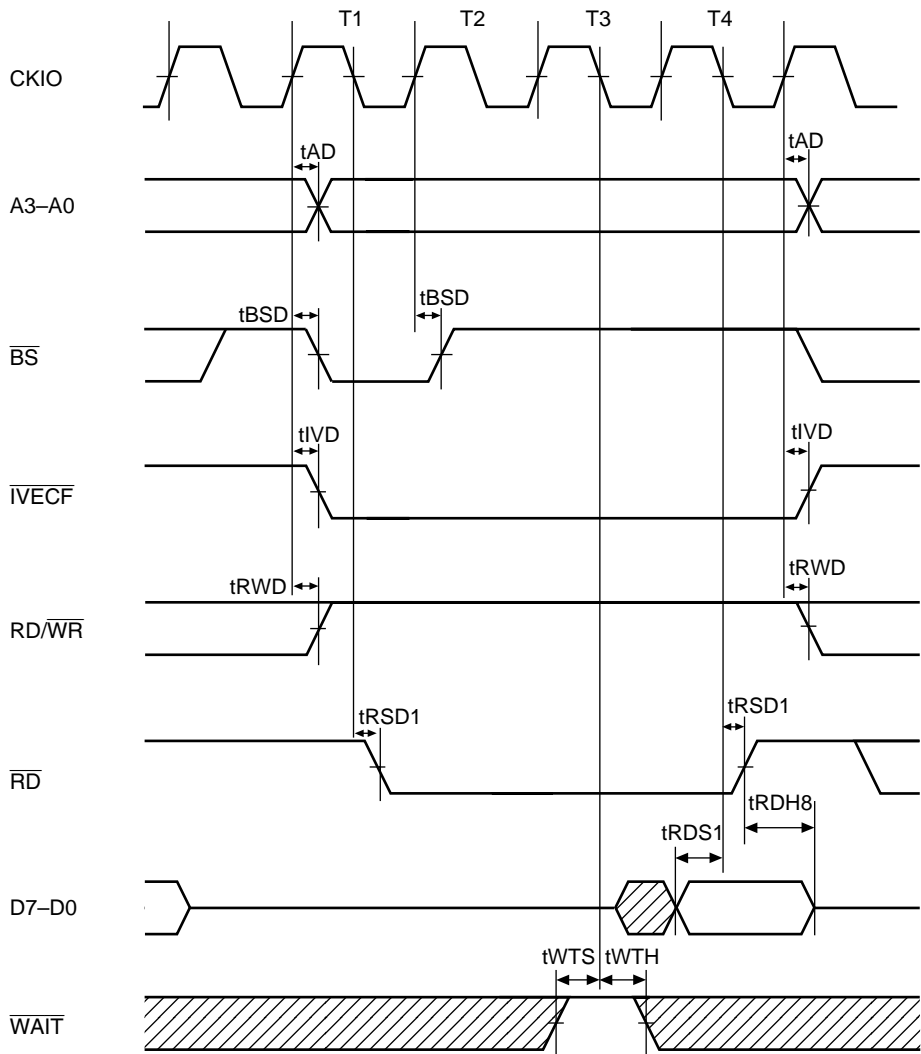 T1 T2 T3 T4
CKIO
tAD tAD
A3–A0
tBSD tBSD
BS
tIVD tIVD
IVECF
tRWD tRWD
RD/WR
tRSD1 tRSD1
RD
tRDH8
tRDS1
D7–D0
tWTS tWTH
WAIT